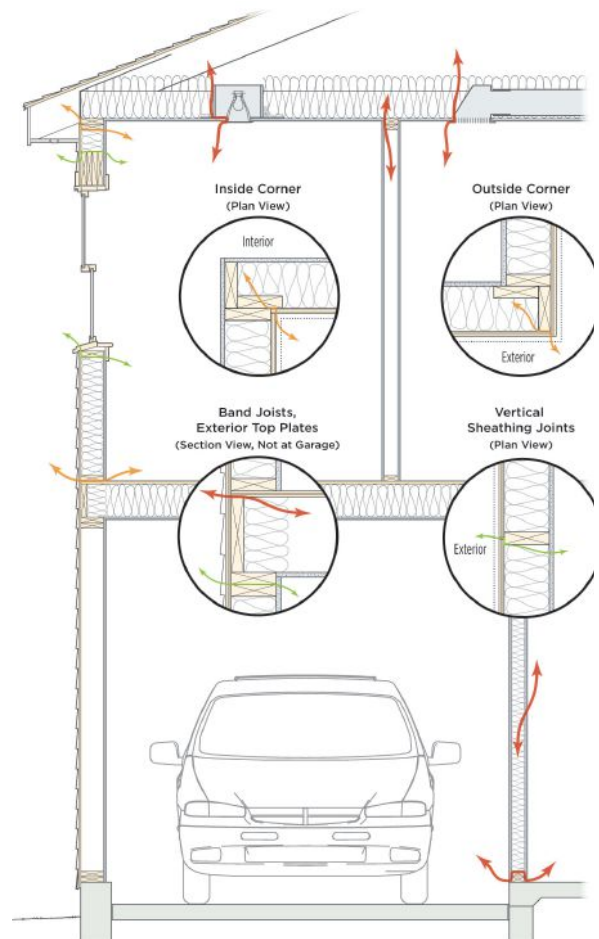 Inside Corner
(Plan View)
Interior
Outside Corner
(Plan View)
Exterior
Band Joists,
Exterior Top Plates
(Section View, Not at Garage)
Vertical
Sheathing Joints
(Plan View)
Exterior